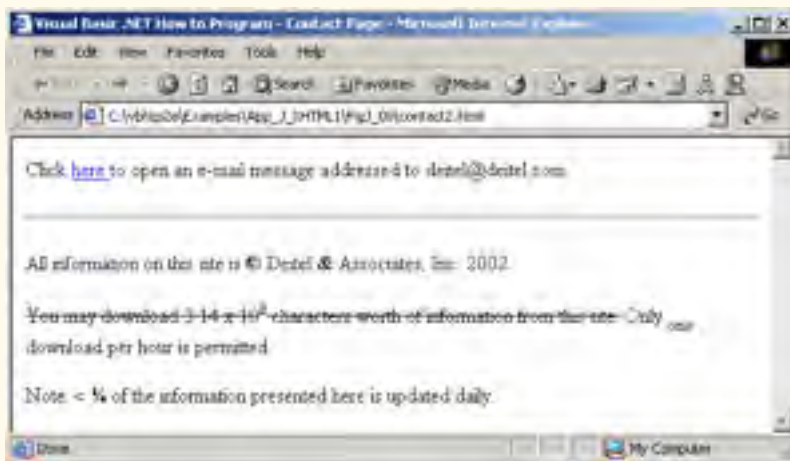 Visual Basic .NET How to Program - Contact Page - Microsoft Internet Explorer
File Edit View Favorites Tools Help
Search Favorites Media
Address Go
Click here to open an e-mail message addressed to deitel@deitel.com.
All information on this site is © Deitel & Associates, Inc. 2002.
You may download 3.14 x 10² characters worth of information from this site. Only one
download per hour is permitted.
Note: < ¼ of the information presented here is updated daily.
Done My Computer